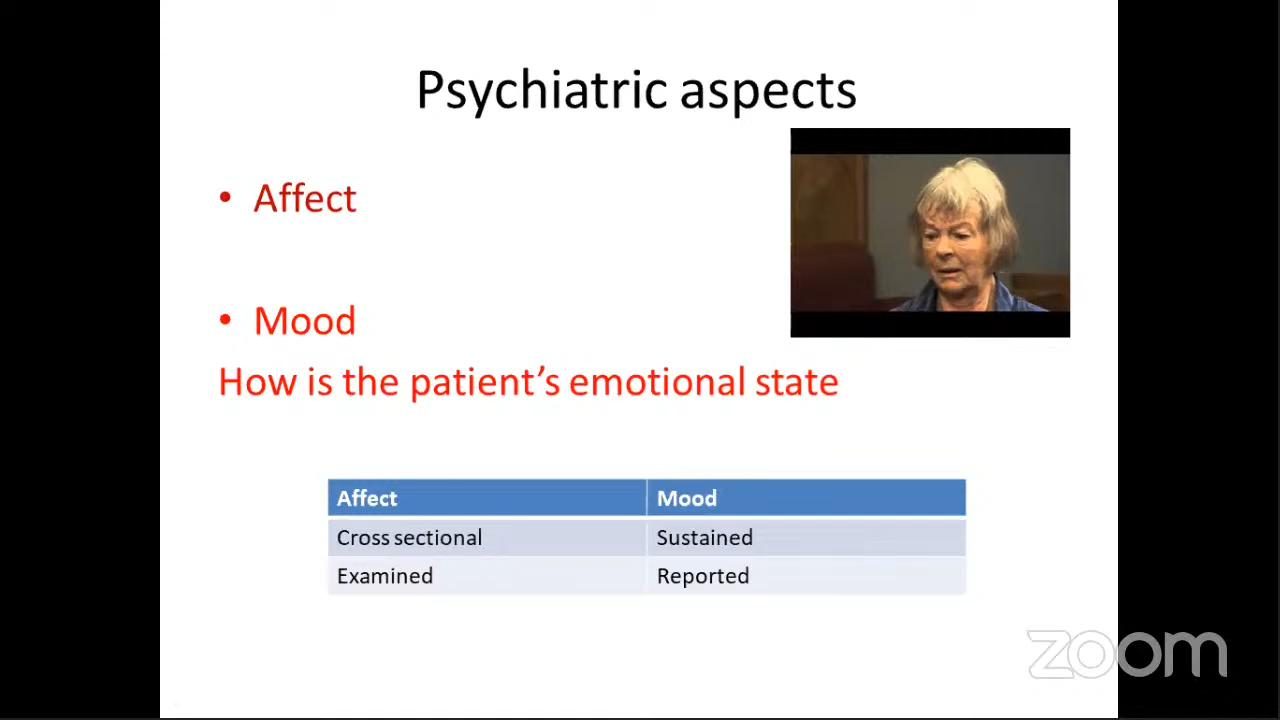 Psychiatric aspects
• Affect
• Mood
How is the patient’s emotional state
Affect Mood
Cross sectional Sustained
Examined Reported
zoom